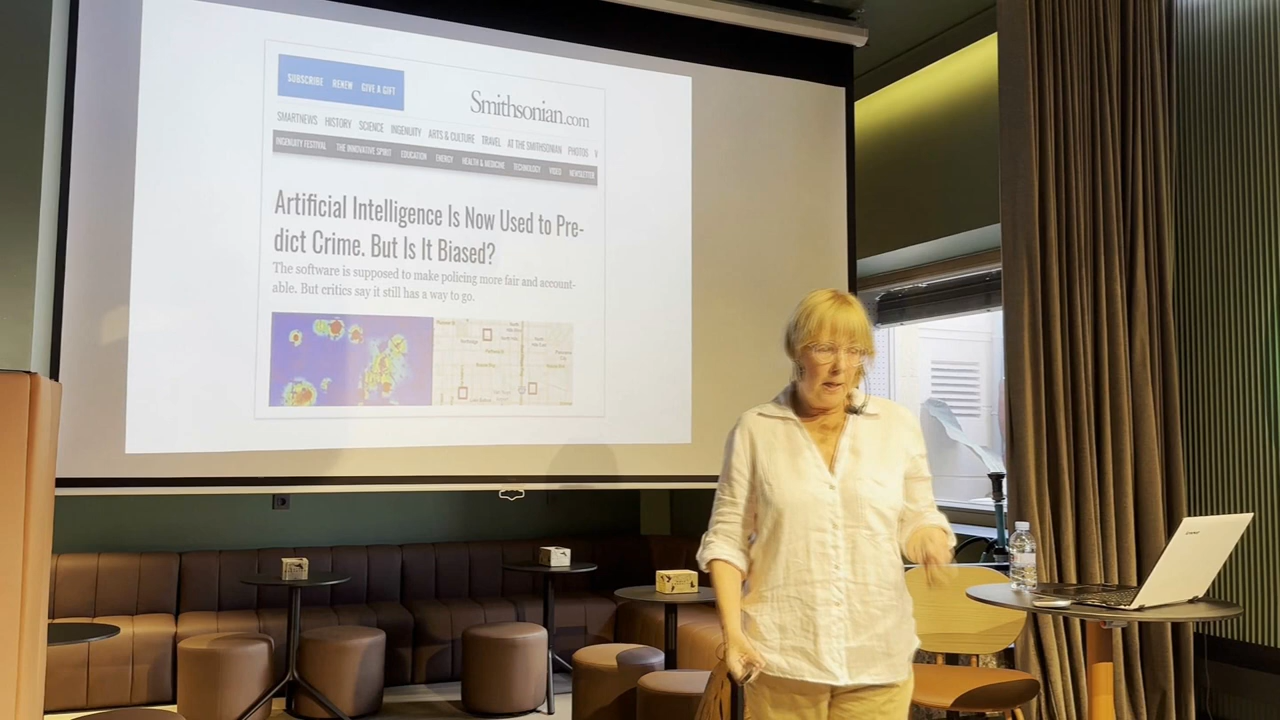 SUBSCRIBE RENEW GIVE A GIFT
Smithsonian.com
SMARTNEWS HISTORY SCIENCE INGENUITY ARTS & CULTURE TRAVEL AT THE SMITHSONIAN PHOTOS V
INGENUITY FESTIVAL THE INNOVATIVE SPIRIT EDUCATION ENERGY HEALTH & MEDICINE TECHNOLOGY VIDEO NEWSLETTER
Artificial Intelligence Is Now Used to Pre-
dict Crime. But Is It Biased?
The software is supposed to make policing more fair and account-
able. But critics say it still has a way to go.